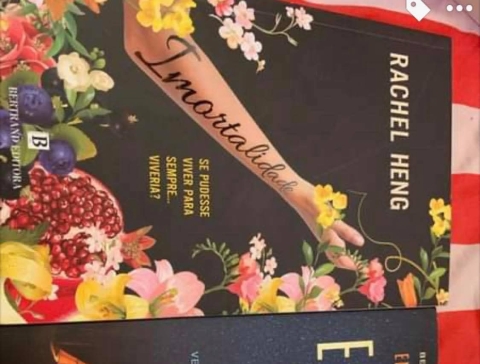 RACHEL HENG
Imortalidade
SE PUDESSE
VIVER PARA
SEMPRE...
VIVERIA?
B
BERTRAND EDITORA